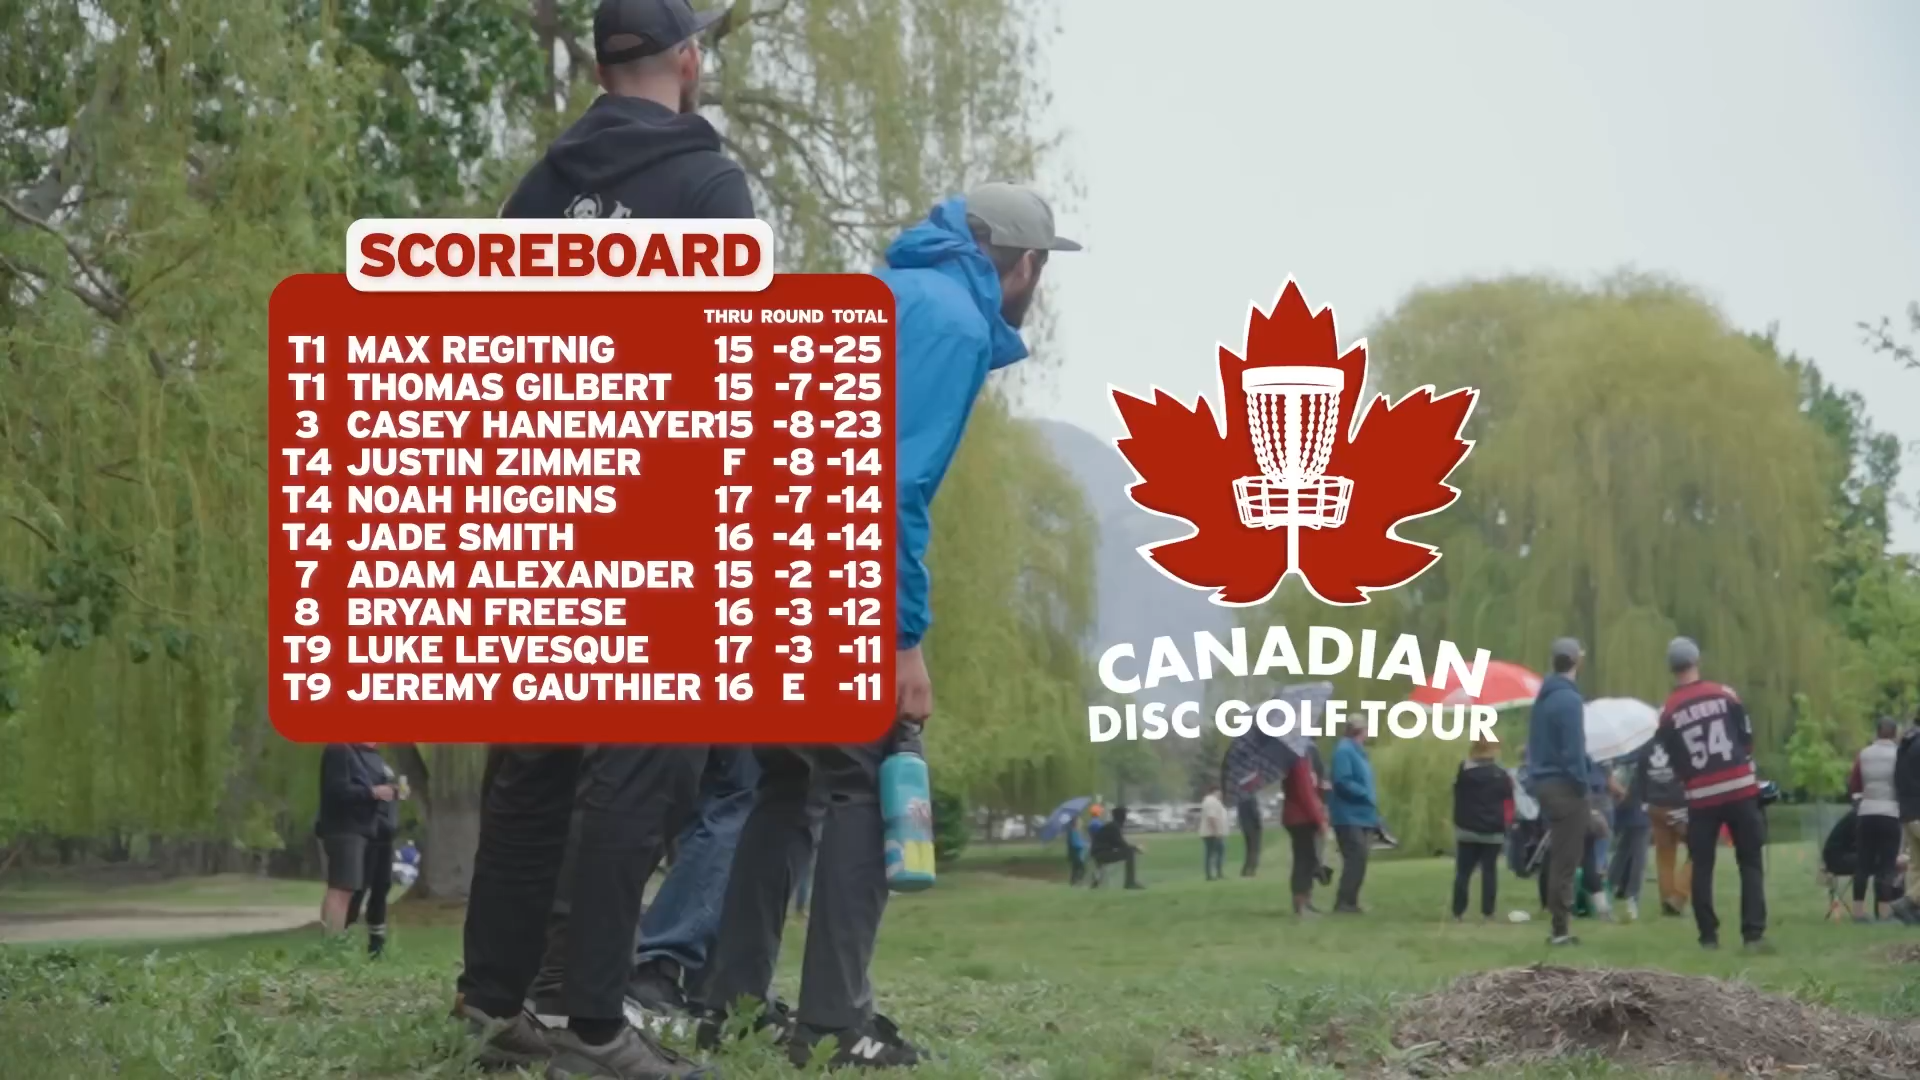 SCOREBOARD
THRU ROUND TOTAL
T1 MAX REGITNIG 15 -8 -25
T1 THOMAS GILBERT 15 -7 -25
3 CASEY HANEMAYER 15 -8 -23
T4 JUSTIN ZIMMER F -8 -14
T4 NOAH HIGGINS 17 -7 -14
T4 JADE SMITH 16 -4 -14
7 ADAM ALEXANDER 15 -2 -13
8 BRYAN FREESE 16 -3 -12
T9 LUKE LEVESQUE 17 -3 -11
T9 JEREMY GAUTHIER 16 E -11
CANADIAN
DISC GOLF TOUR
GILBERT
54
N